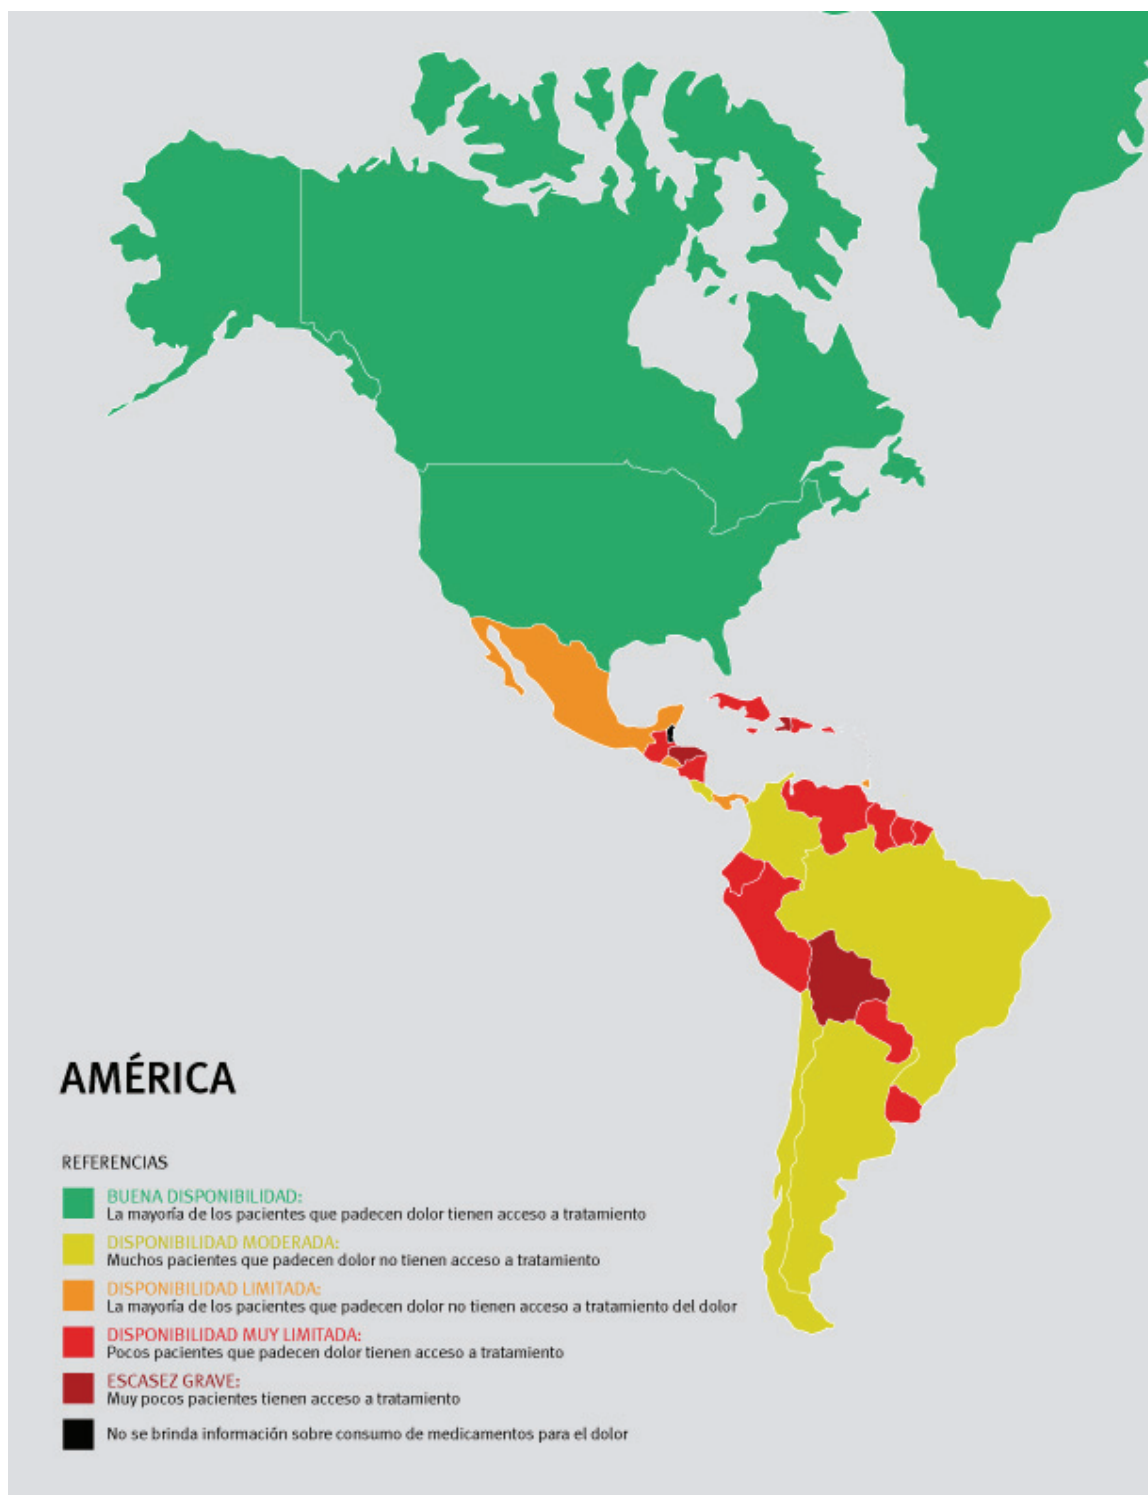 AMÉRICA
REFERENCIAS
BUENA DISPONIBILIDAD:
La mayoría de los pacientes que padecen dolor tienen acceso a tratamiento
DISPONIBILIDAD MODERADA:
Muchos pacientes que padecen dolor no tienen acceso a tratamiento
DISPONIBILIDAD LIMITADA:
La mayoría de los pacientes que padecen dolor no tienen acceso a tratamiento del dolor
DISPONIBILIDAD MUY LIMITADA:
Pocos pacientes que padecen dolor tienen acceso a tratamiento
ESCASEZ GRAVE:
Muy pocos pacientes tienen acceso a tratamiento
No se brinda información sobre consumo de medicamentos para el dolor